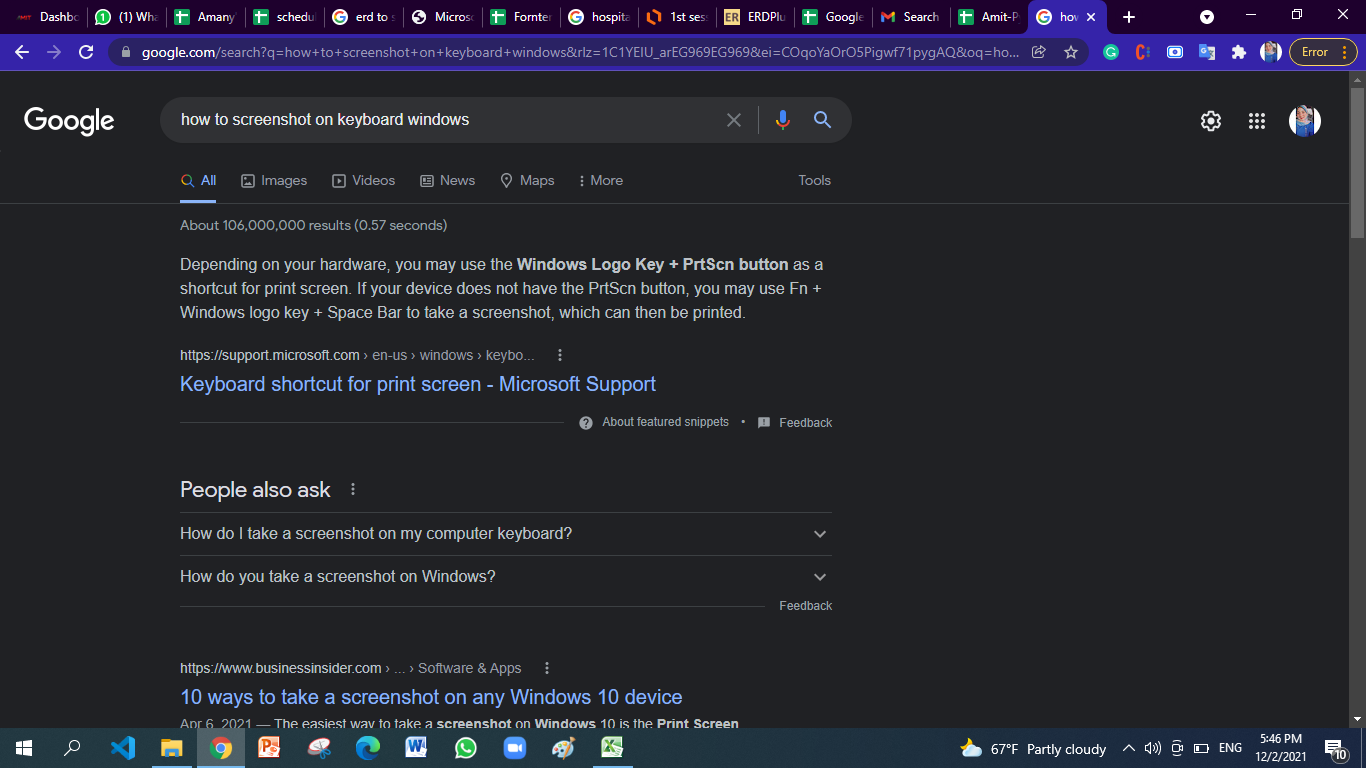 Dashbo
(1) Wha
Amany
schedul
erd to s
Microso
Fornter
hospita
1st ses
ER ERDPlu
Google
Search
Amit-P
how
google.com/search?q=how+to+screenshot+on+keyboard+windows&rlz=1C1YEIU_arEG969EG969&ei=COqoYaOrO5Pigwf71pygAQ&oq=ho...
Error
Google
how to screenshot on keyboard windows
All Images Videos News Maps More Tools
About 106,000,000 results (0.57 seconds)
Depending on your hardware, you may use the Windows Logo Key + PrtScn button as a
shortcut for print screen. If your device does not have the PrtScn button, you may use Fn +
Windows logo key + Space Bar to take a screenshot, which can then be printed.
https://support.microsoft.com › en-us › windows › keybo...
Keyboard shortcut for print screen - Microsoft Support
About featured snippets • Feedback
People also ask
How do I take a screenshot on my computer keyboard?
How do you take a screenshot on Windows?
Feedback
https://www.businessinsider.com › ... › Software & Apps
10 ways to take a screenshot on any Windows 10 device
Apr 6, 2021 — The easiest way to take a screenshot on Windows 10 is the Print Screen
67°F Partly cloudy
ENG
5:46 PM
12/2/2021
10